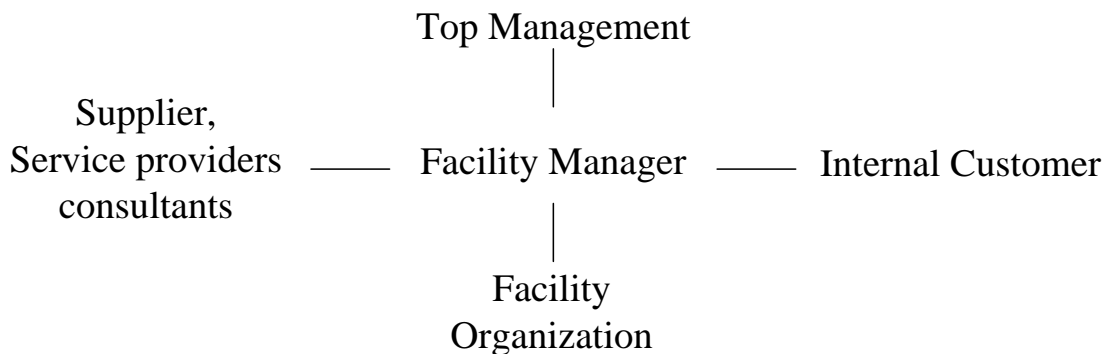 Top Management
Supplier,
Service providers
consultants
Facility Manager
Internal Customer
Facility
Organization